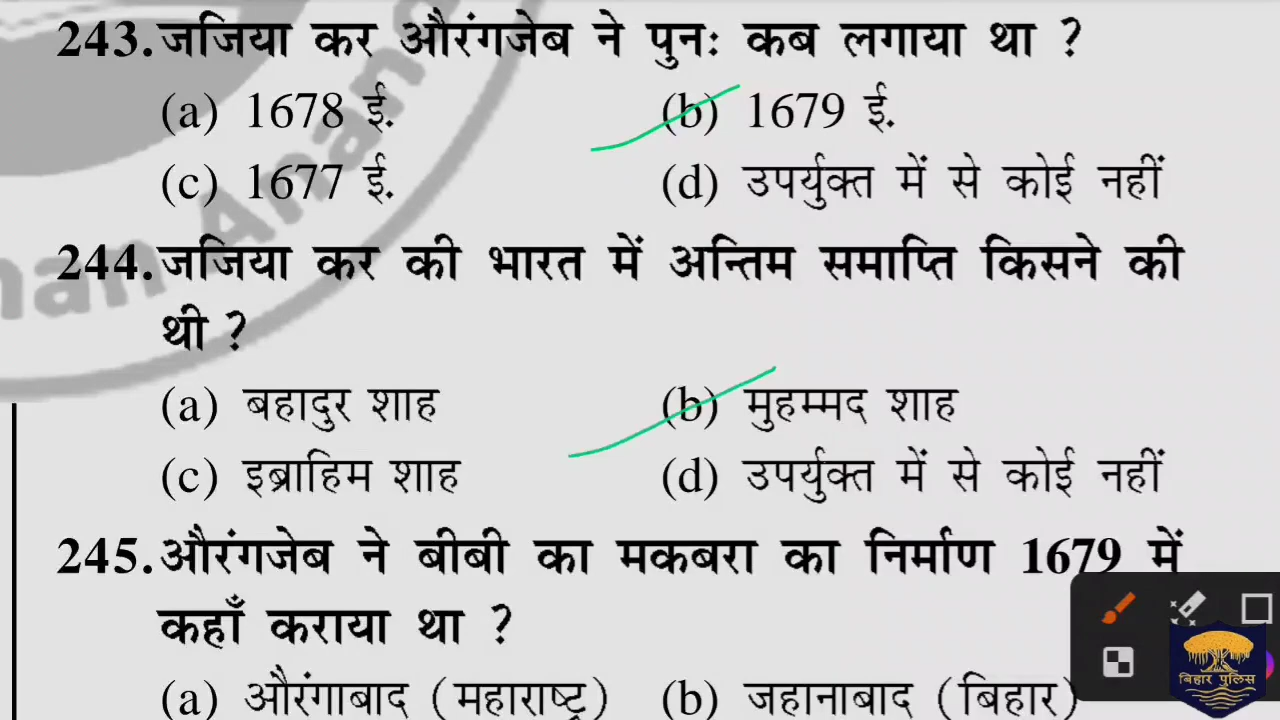 243. जजिया कर औरंगजेब ने पुनः कब लगाया था ?
(a) 1678 ई. (b) 1679 ई.
(c) 1677 ई. (d) उपर्युक्त में से कोई नहीं
244. जजिया कर की भारत में अन्तिम समाप्ति किसने की
थी ?
(a) बहादुर शाह (b) मुहम्मद शाह
(c) इब्राहिम शाह (d) उपर्युक्त में से कोई नहीं
245. औरंगजेब ने बीबी का मकबरा का निर्माण 1679 में
कहाँ कराया था ?
(a) औरंगाबाद (महाराष्ट्र) (b) जहानाबाद (बिहार)
बिहार पुलिस